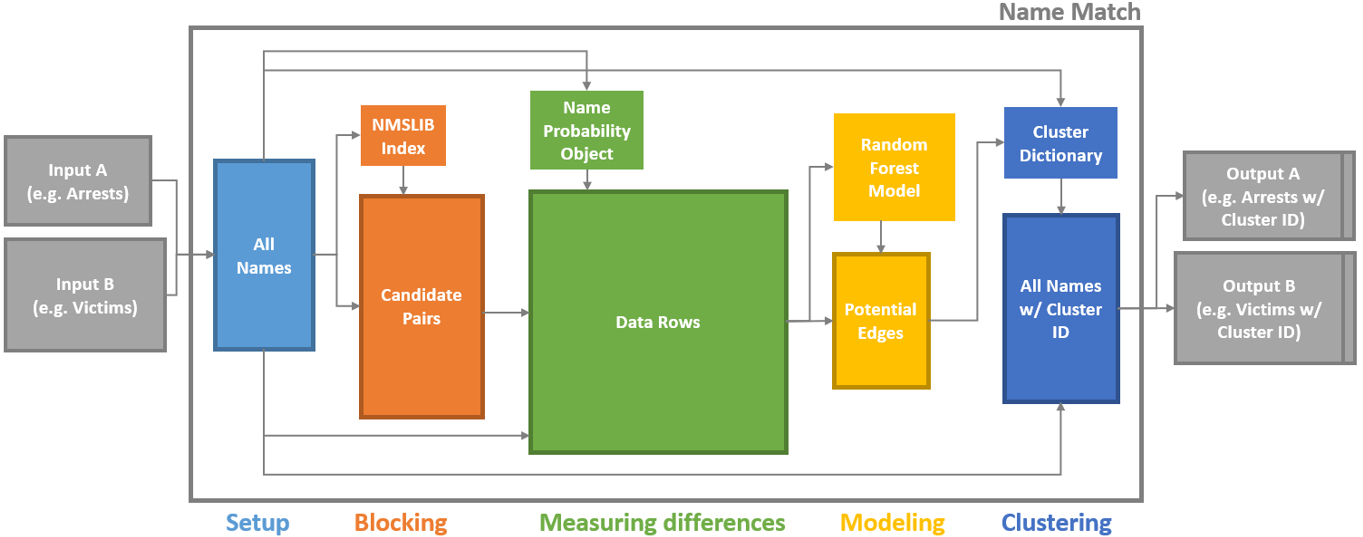 Name Match
Input A
(e.g. Arrests)
Input B
(e.g. Victims)
All
Names
NMSLIB
Index
Candidate
Pairs
Name
Probability
Object
Data Rows
Random
Forest
Model
Potential
Edges
Cluster
Dictionary
All Names
w/ Cluster
ID
Output A
(e.g. Arrests w/
Cluster ID)
Output B
(e.g. Victims w/
Cluster ID)
Setup
Blocking
Measuring differences
Modeling
Clustering